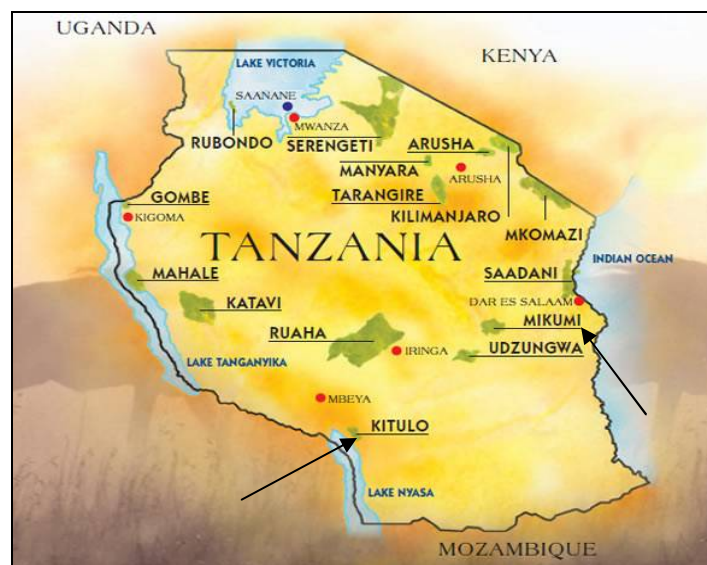 UGANDA
LAKE VICTORIA
KENYA
SAANANE
MWANZA
RUBONDO
SERENGETI
ARUSHA
MANYARA
ARUSHA
TARANGIRE
GOMBE
KILIMANJARO
KIGOMA
MKOMAZI
TANZANIA
INDIAN OCEAN
MAHALE
SAADANI
KATAVI
DAR ES SALAAM
MIKUMI
RUAHA
UDZUNGWA
IRINGA
LAKE TANGANYIKA
MBEYA
KITULO
LAKE NYASA
MOZAMBIQUE